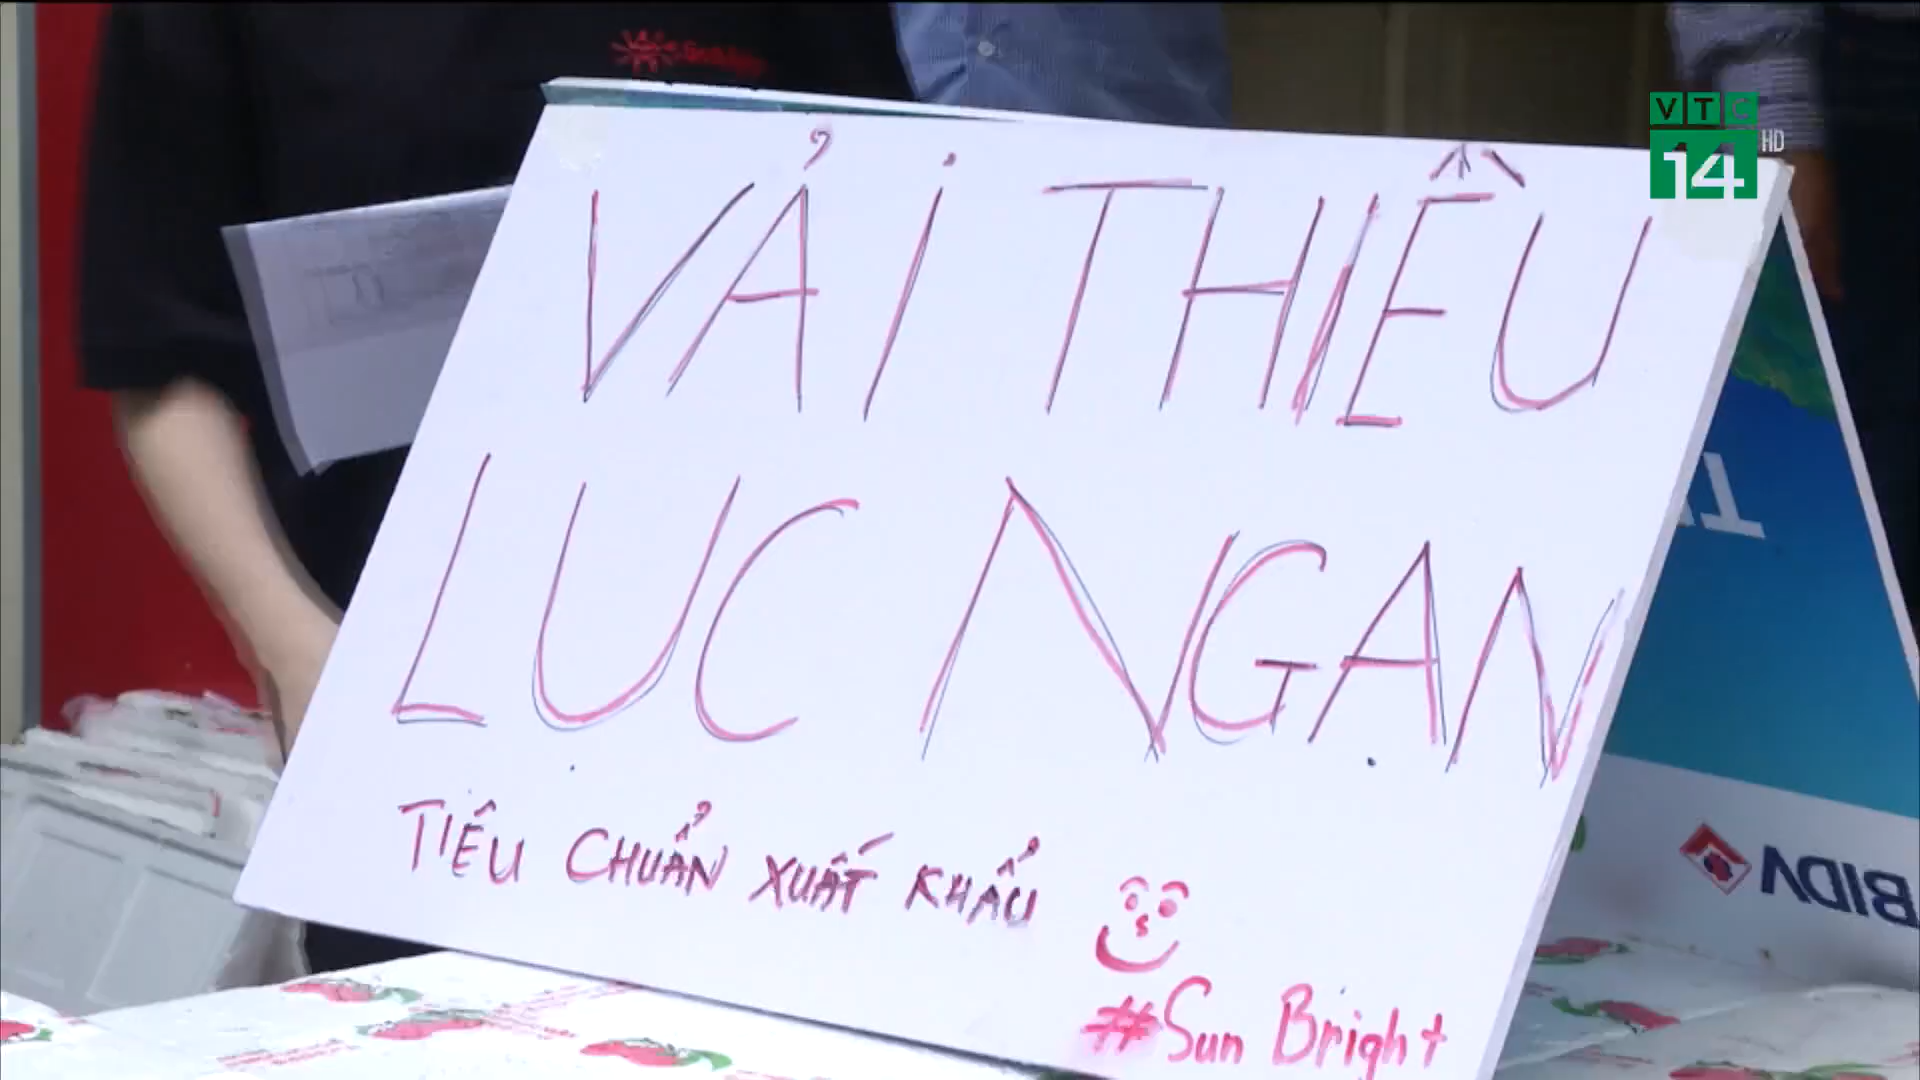 VTC
14 HD
VẢI THIỀU
LỤC NGẠN
TIÊU CHUẨN XUẤT KHẨU
#Sun Bright
BIDV